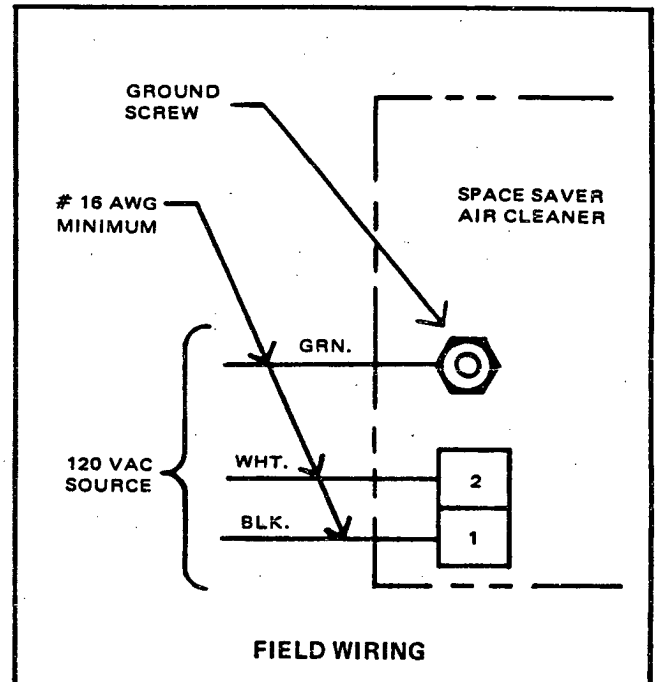 GROUND
SCREW
# 16 AWG
MINIMUM
SPACE SAVER
AIR CLEANER
GRN.
120 VAC
SOURCE
WHT.
2
BLK.
1
FIELD WIRING